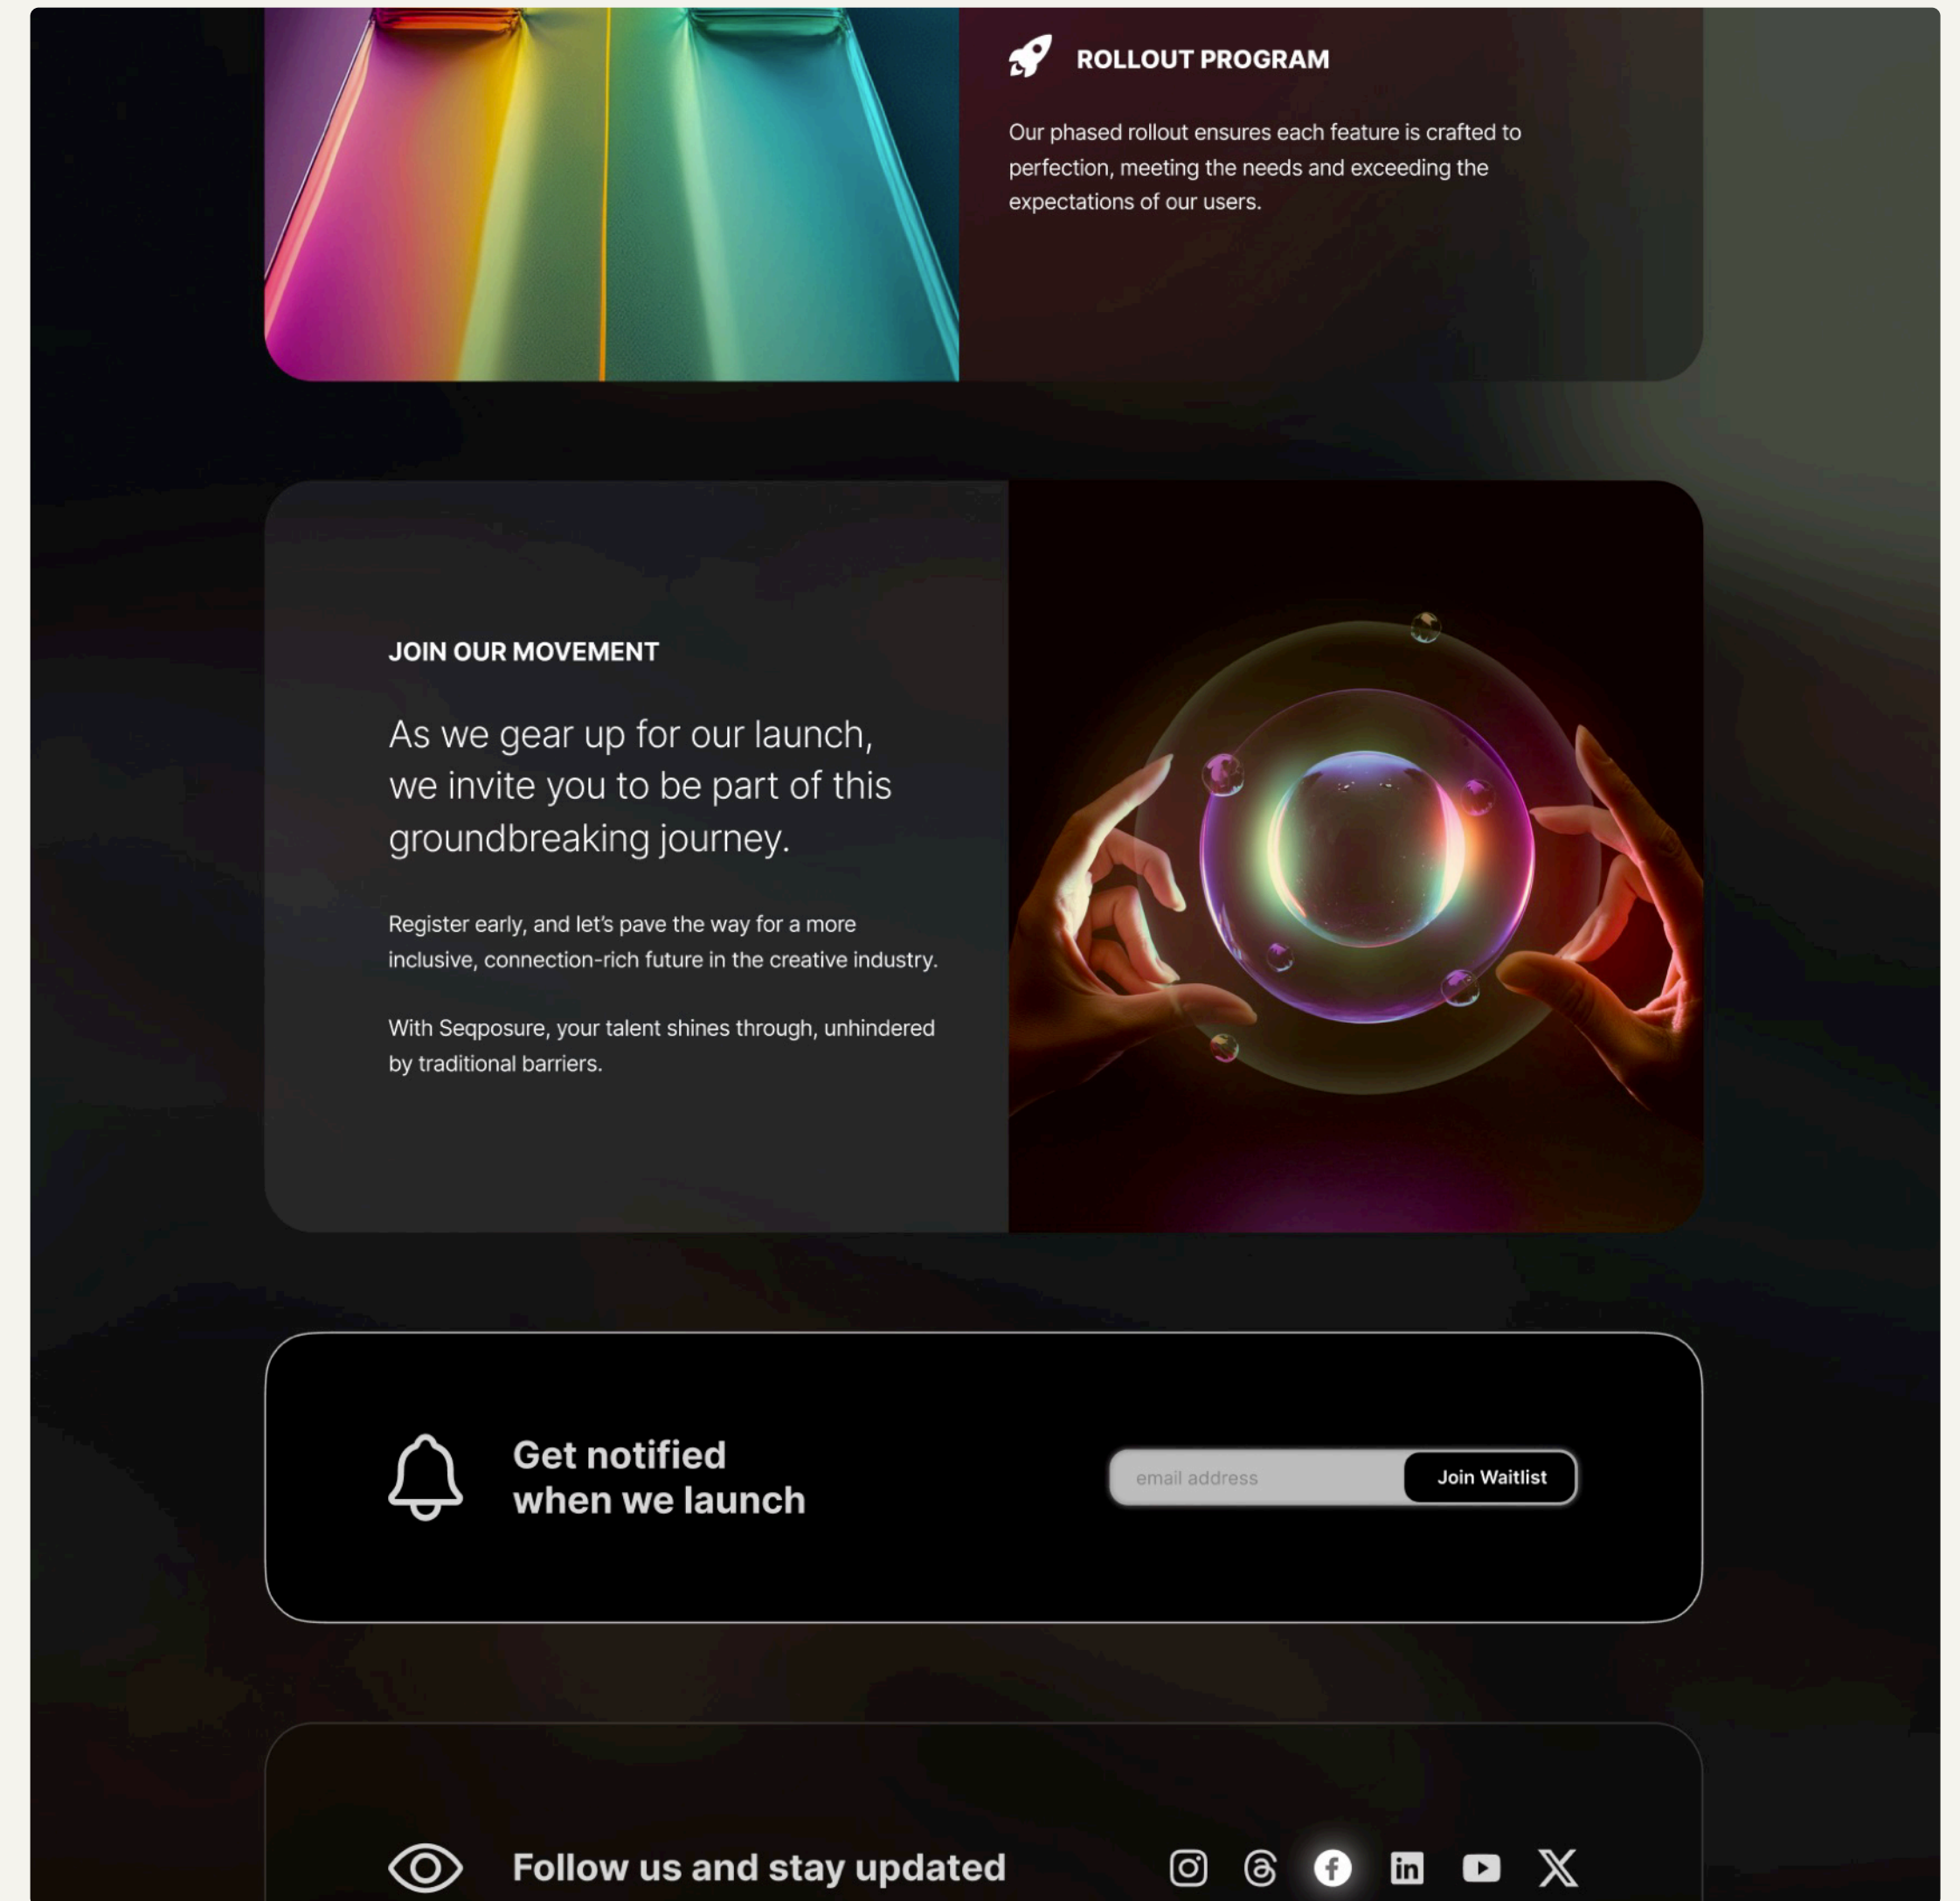 ROLLOUT PROGRAM
Our phased rollout ensures each feature is crafted to
perfection, meeting the needs and exceeding the
expectations of our users.
JOIN OUR MOVEMENT
As we gear up for our launch,
we invite you to be part of this
groundbreaking journey.
Register early, and let’s pave the way for a more
inclusive, connection-rich future in the creative industry.
With Seqposure, your talent shines through, unhindered
by traditional barriers.
Get notified
when we launch
email address
Join Waitlist
Follow us and stay updated